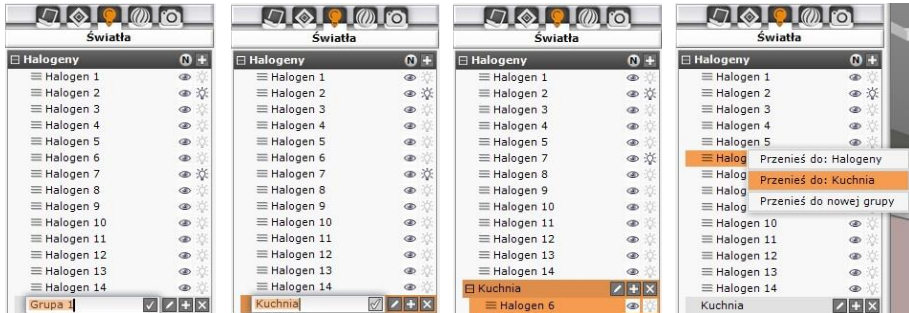 Światła
Halogeny N
Halogen 1
Halogen 2
Halogen 3
Halogen 4
Halogen 5
Halogen 6
Halogen 7
Halogen 8
Halogen 9
Halogen 10
Halogen 11
Halogen 12
Halogen 13
Halogen 14
Grupa 1
Światła
Halogeny N
Halogen 1
Halogen 2
Halogen 3
Halogen 4
Halogen 5
Halogen 6
Halogen 7
Halogen 8
Halogen 9
Halogen 10
Halogen 11
Halogen 12
Halogen 13
Halogen 14
Kuchnia
Światła
Halogeny N
Halogen 1
Halogen 2
Halogen 3
Halogen 4
Halogen 5
Halogen 7
Halogen 8
Halogen 9
Halogen 10
Halogen 11
Halogen 12
Halogen 13
Halogen 14
Kuchnia
Halogen 6
Światła
Halogeny N
Halogen 1
Halogen 2
Halogen 3
Halogen 4
Halogen 5
Halog
Przenieś do: Halogeny
Halog
Przenieś do: Kuchnia
Halog
Halog
Przenieś do nowej grupy
Halogen 10
Halogen 11
Halogen 12
Halogen 13
Halogen 14
Kuchnia